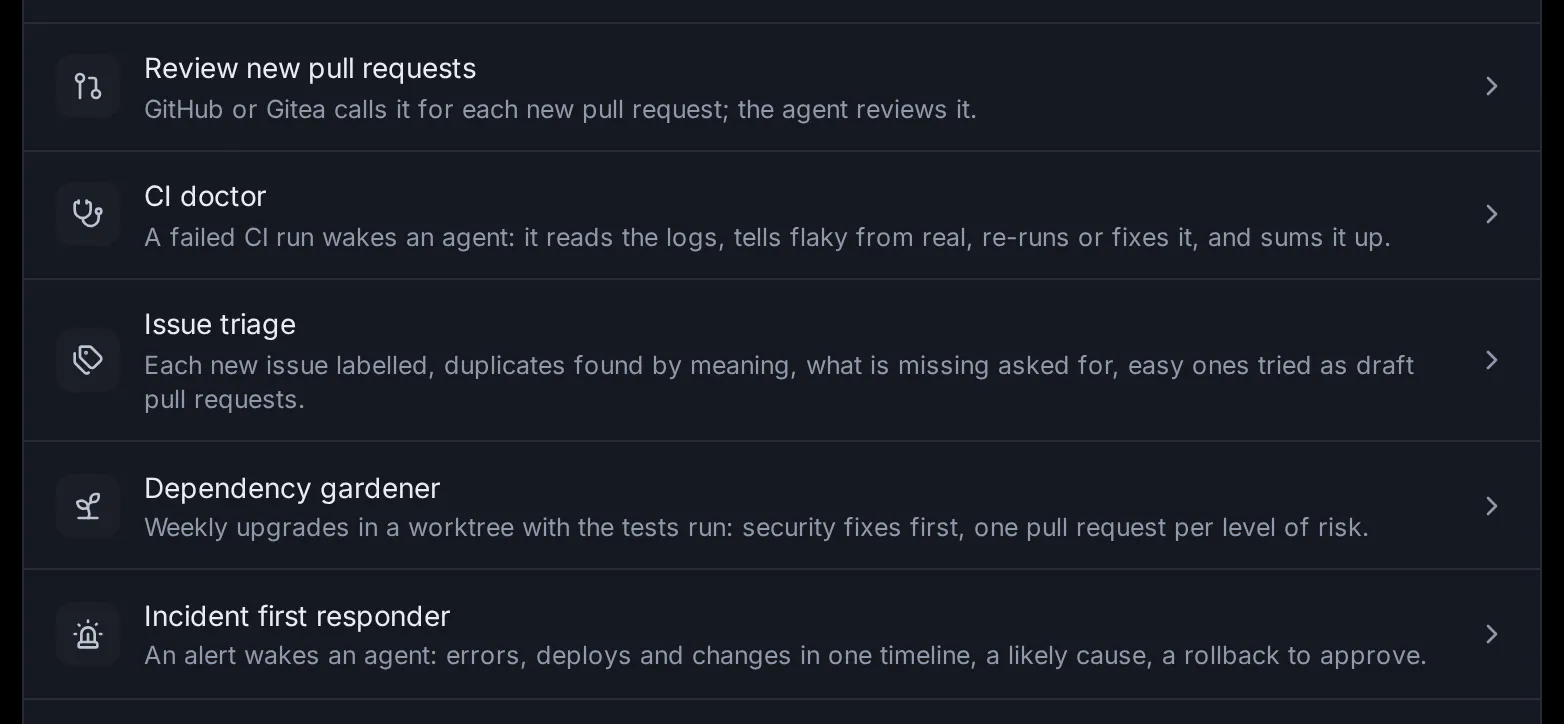 Review new pull requests
GitHub or Gitea calls it for each new pull request; the agent reviews it.
CI doctor
A failed CI run wakes an agent: it reads the logs, tells flaky from real, re-runs or fixes it, and sums it up.
Issue triage
Each new issue labelled, duplicates found by meaning, what is missing asked for, easy ones tried as draft
pull requests.
Dependency gardener
Weekly upgrades in a worktree with the tests run: security fixes first, one pull request per level of risk.
Incident first responder
An alert wakes an agent: errors, deploys and changes in one timeline, a likely cause, a rollback to approve.